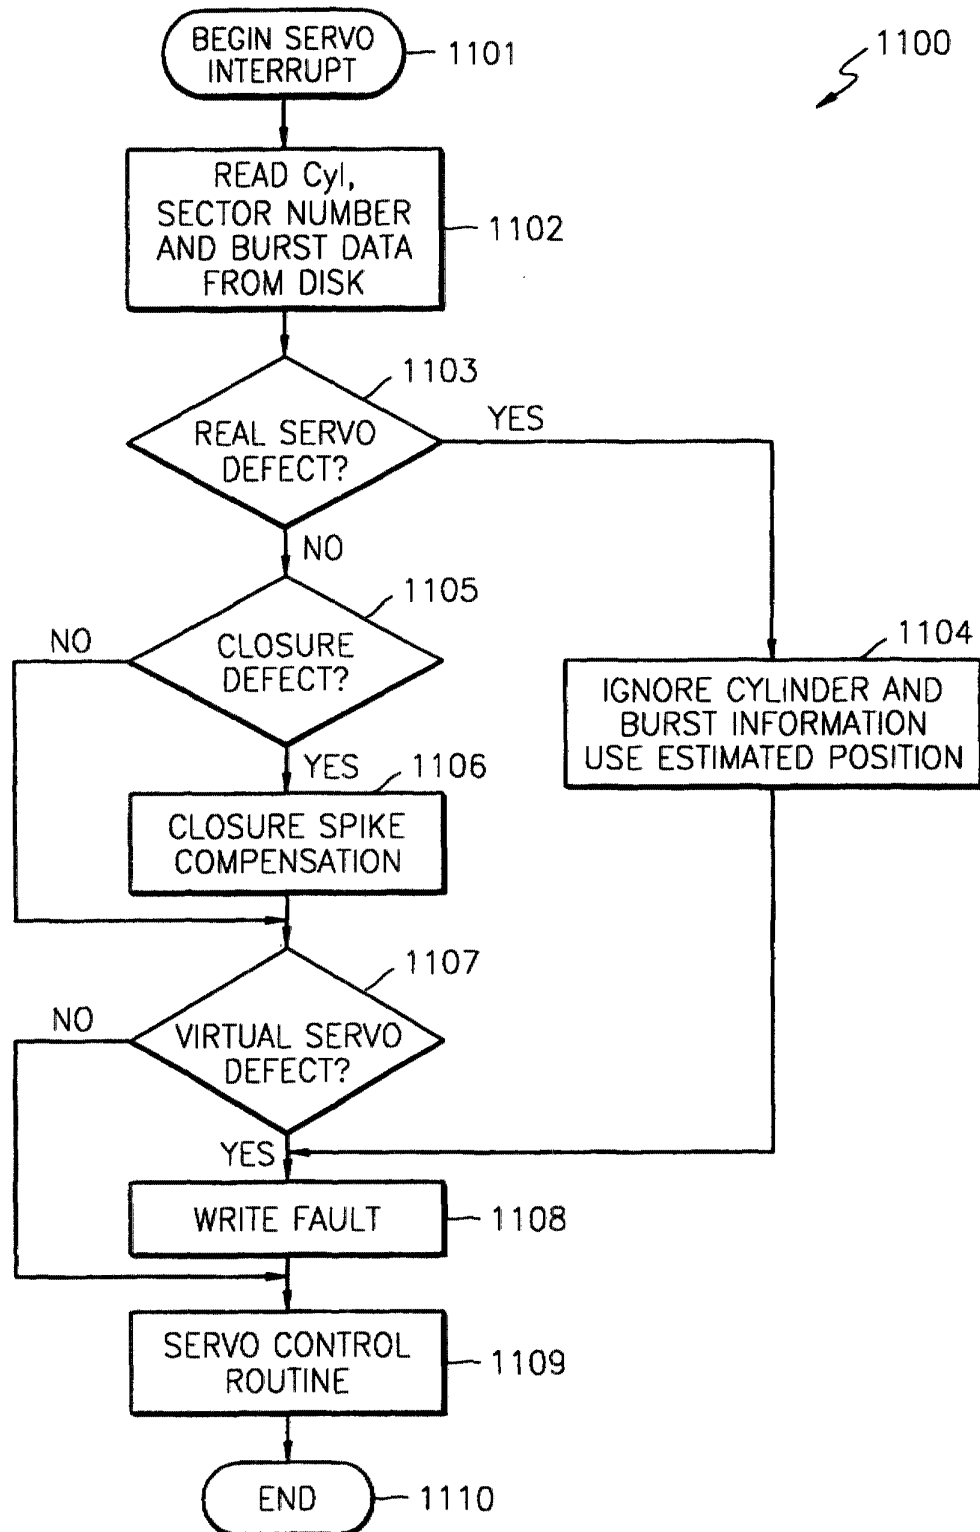 BEGIN SERVO
INTERRUPT
1101
1100
READ Cyl,
SECTOR NUMBER
AND BURST DATA
FROM DISK
1102
1103
REAL SERVO
DEFECT?
YES
NO
1105
CLOSURE
DEFECT?
NO
YES
1104
IGNORE CYLINDER AND
BURST INFORMATION
USE ESTIMATED POSITION
1106
CLOSURE SPIKE
COMPENSATION
1107
VIRTUAL SERVO
DEFECT?
NO
YES
WRITE FAULT
1108
SERVO CONTROL
ROUTINE
1109
END
1110